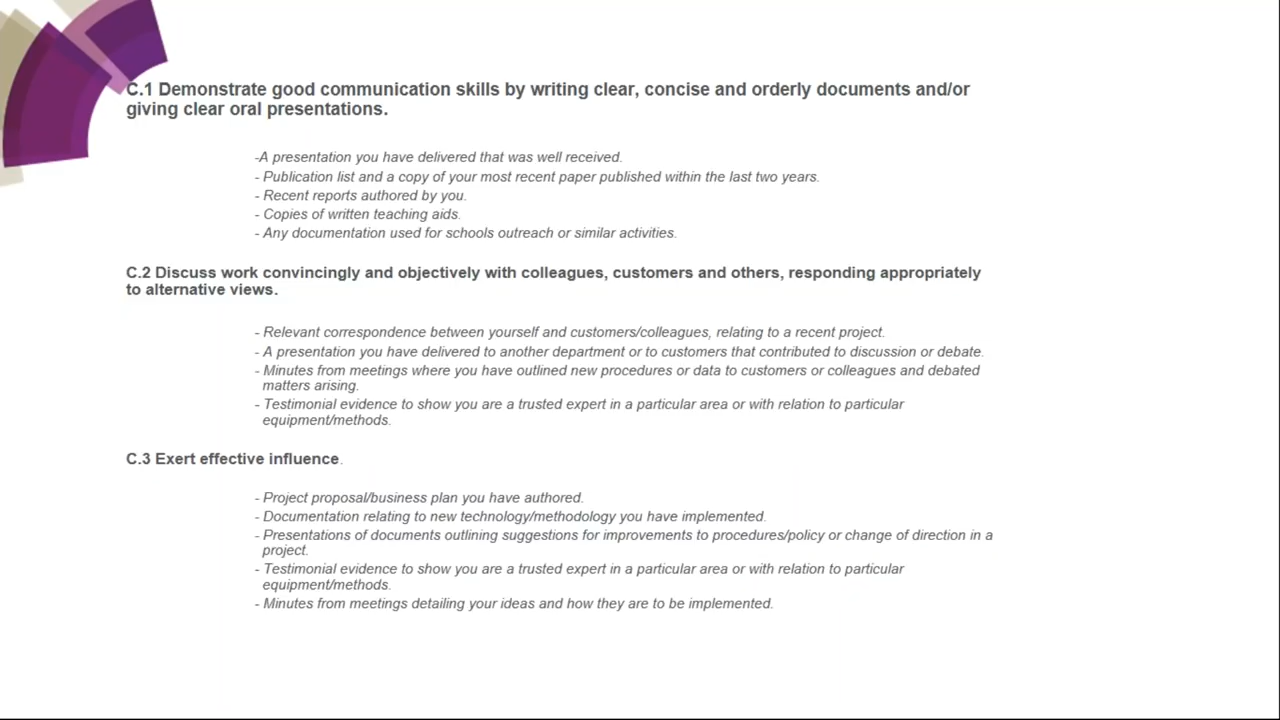 C.1 Demonstrate good communication skills by writing clear, concise and orderly documents and/or
giving clear oral presentations.
-A presentation you have delivered that was well received.
- Publication list and a copy of your most recent paper published within the last two years.
- Recent reports authored by you.
- Copies of written teaching aids.
- Any documentation used for schools outreach or similar activities.
C.2 Discuss work convincingly and objectively with colleagues, customers and others, responding appropriately
to alternative views.
- Relevant correspondence between yourself and customers/colleagues, relating to a recent project.
- A presentation you have delivered to another department or to customers that contributed to discussion or debate.
- Minutes from meetings where you have outlined new procedures or data to customers or colleagues and debated
matters arising.
- Testimonial evidence to show you are a trusted expert in a particular area or with relation to particular
equipment/methods.
C.3 Exert effective influence.
- Project proposal/business plan you have authored.
- Documentation relating to new technology/methodology you have implemented.
- Presentations of documents outlining suggestions for improvements to procedures/policy or change of direction in a
project.
- Testimonial evidence to show you are a trusted expert in a particular area or with relation to particular
equipment/methods.
- Minutes from meetings detailing your ideas and how they are to be implemented.